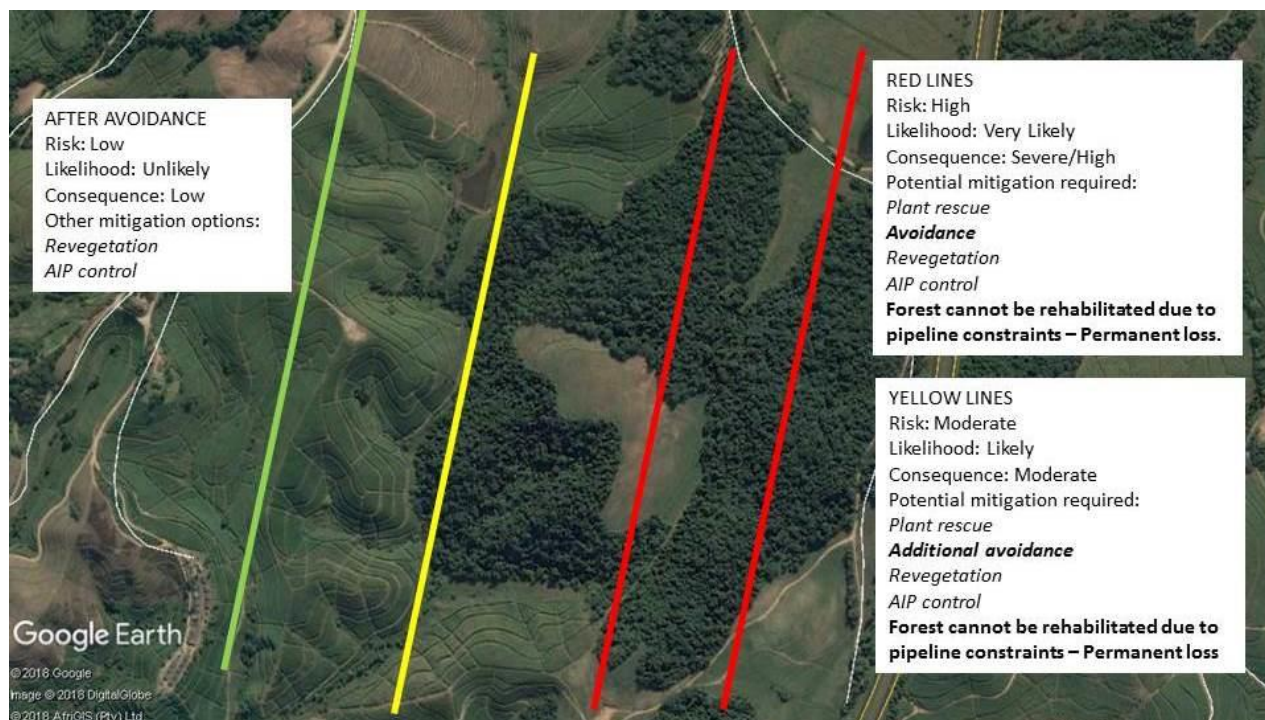 AFTER AVOIDANCE
Risk: Low
Likelihood: Unlikely
Consequence: Low
Other mitigation options:
Revegetation
AIP control
RED LINES
Risk: High
Likelihood: Very Likely
Consequence: Severe/High
Potential mitigation required:
Plant rescue
Avoidance
Revegetation
AIP control
Forest cannot be rehabilitated due to
pipeline constraints – Permanent loss.
YELLOW LINES
Risk: Moderate
Likelihood: Likely
Consequence: Moderate
Potential mitigation required:
Plant rescue
Additional avoidance
Revegetation
AIP control
Forest cannot be rehabilitated due to
pipeline constraints – Permanent loss
Google Earth
© 2018 Google
Image © 2018 DigitalGlobe
© 2018 AfriGIS (Pty) Ltd.